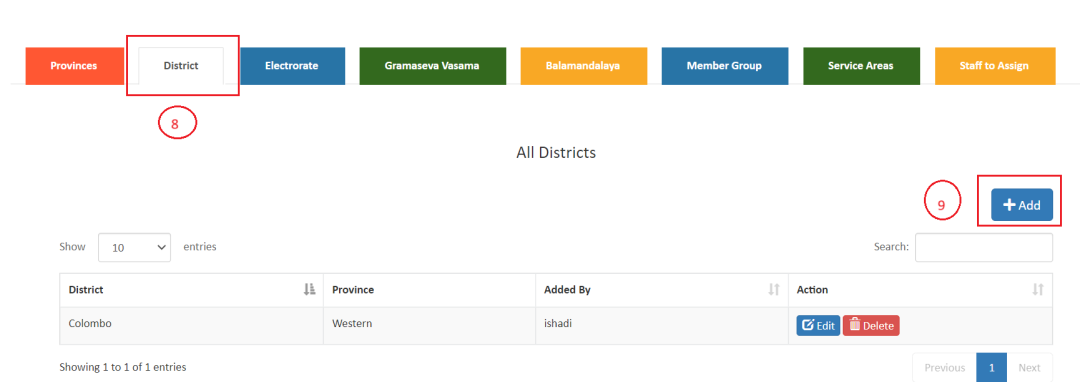 Provinces District Electrorate Gramaseva Vasama Balamandalaya Member Group Service Areas Staff to Assign
8
All Districts
9 Add
Show 10 entries Search:
District Province Added By Action
Colombo Western ishadi Edit Delete
Showing 1 to 1 of 1 entries Previous 1 Next